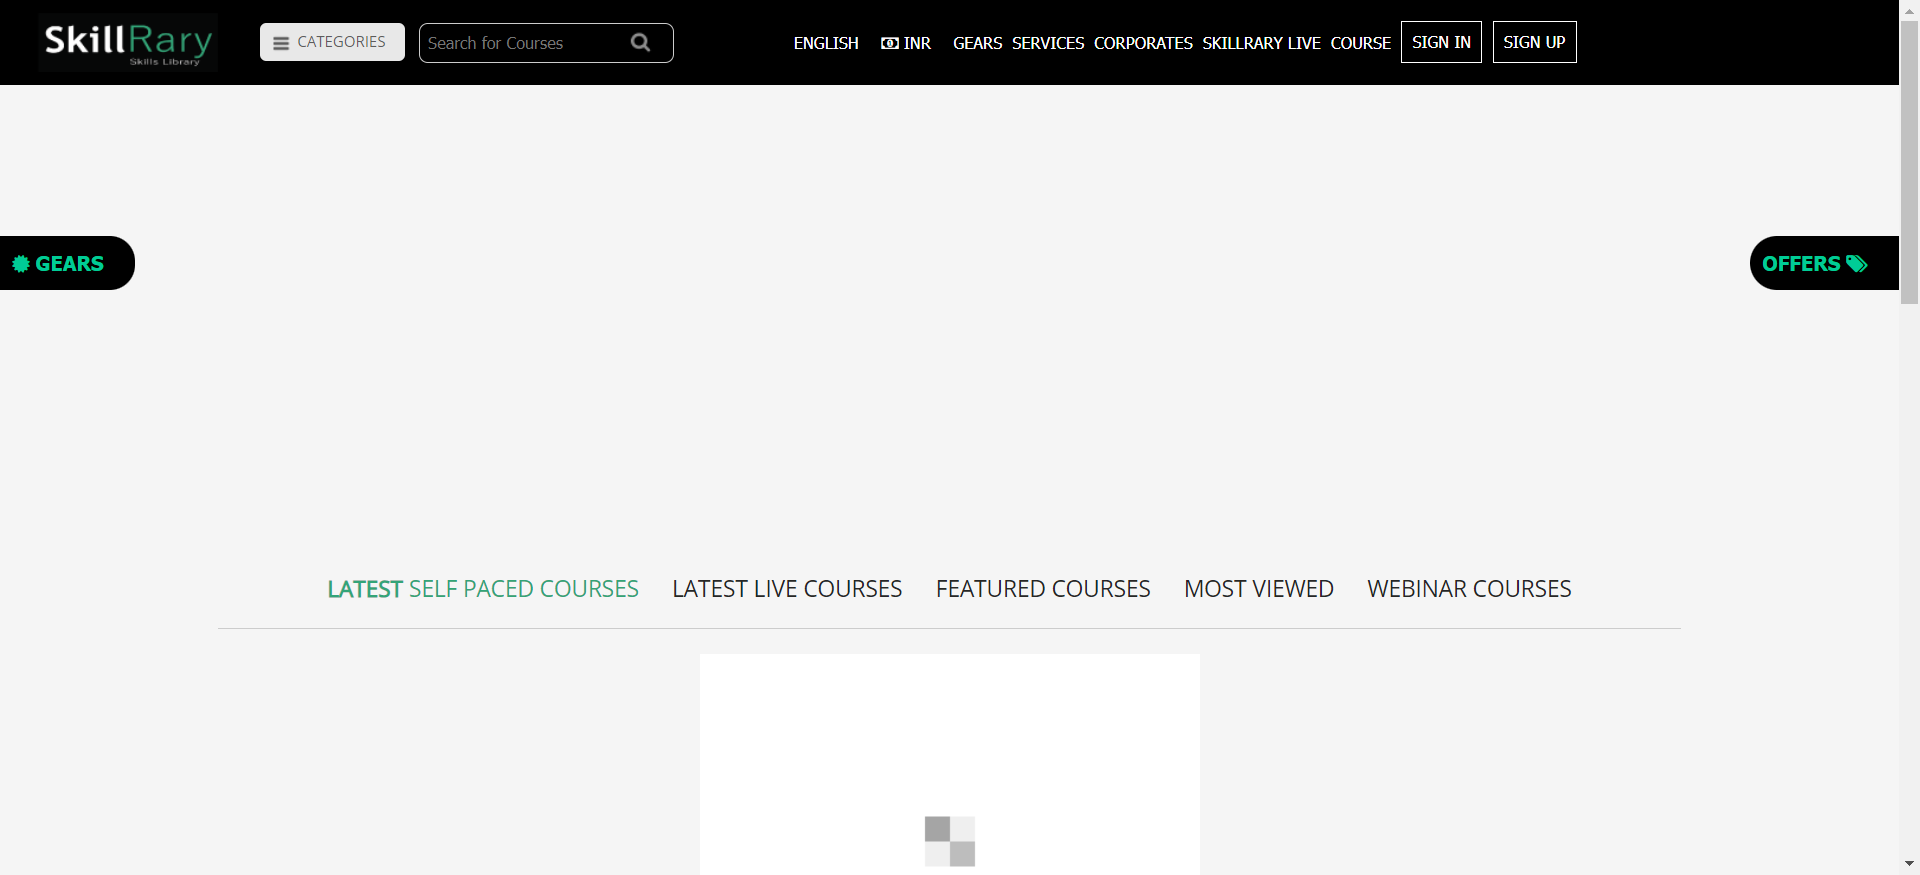 SkillRary
Skills Library
CATEGORIES
Search for Courses
ENGLISH
INR
GEARS
SERVICES
CORPORATES
SKILLRARY LIVE
COURSE
SIGN IN
SIGN UP
GEARS
OFFERS
LATEST SELF PACED COURSES
LATEST LIVE COURSES
FEATURED COURSES
MOST VIEWED
WEBINAR COURSES